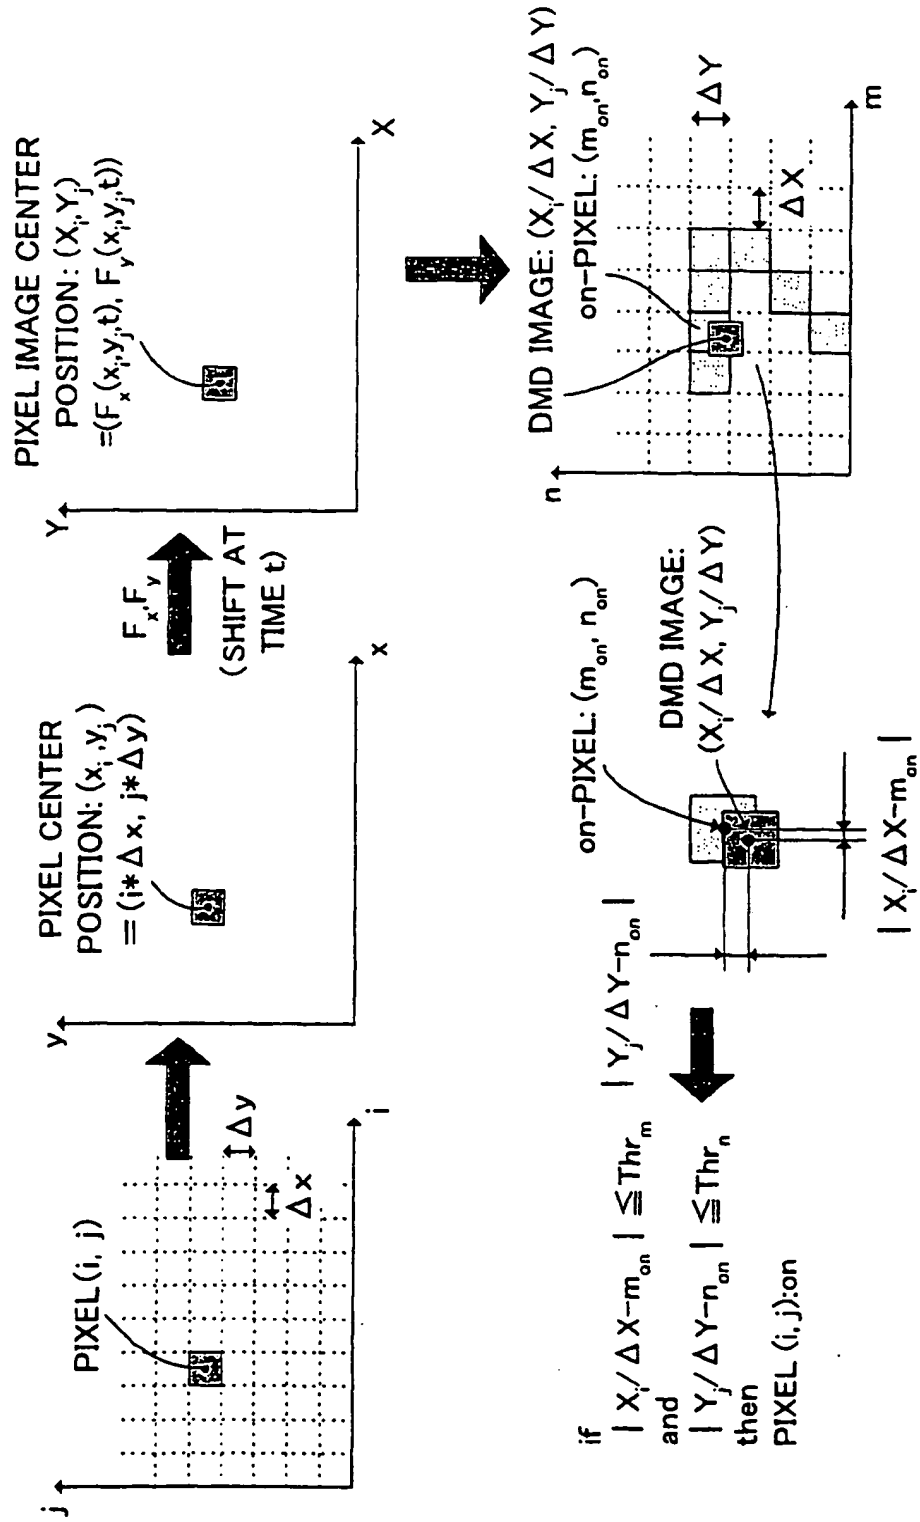 j
PIXEL(i, j)
Δy
Δx
i
y
PIXEL CENTER
POSITION: (x_i, y_j)
=(i*Δx, j*Δy)
x
F_x, F_y
(SHIFT AT
TIME t)
Y
PIXEL IMAGE CENTER
POSITION: (X_i, Y_j)
=(F_x(x_i, y_j, t), F_y(x_i, y_j, t))
X
if
| X_i/ΔX-m_on | ≦Thr_m
and
| Y_j/ΔY-n_on | ≦Thr_n
then
PIXEL (i, j):on
| Y_j/ΔY-n_on |
on-PIXEL: (m_on, n_on)
DMD IMAGE:
(X_i/ΔX, Y_j/ΔY)
| X_i/ΔX-m_on |
n
DMD IMAGE: (X_i/ΔX, Y_j/ΔY)
on-PIXEL: (m_on, n_on)
ΔY
ΔX
m